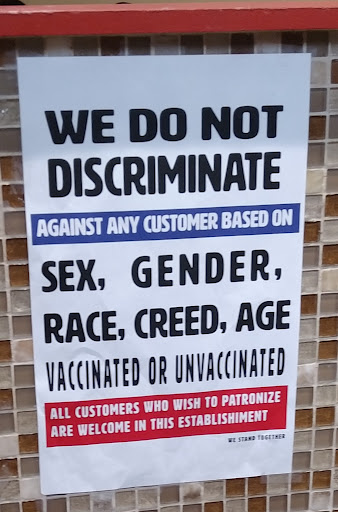 WE DO NOT
DISCRIMINATE
AGAINST ANY CUSTOMER BASED ON
SEX, GENDER,
RACE, CREED, AGE
VACCINATED OR UNVACCINATED
ALL CUSTOMERS WHO WISH TO PATRONIZE
ARE WELCOME IN THIS ESTABLISHIMENT
WE STAND TOGETHER